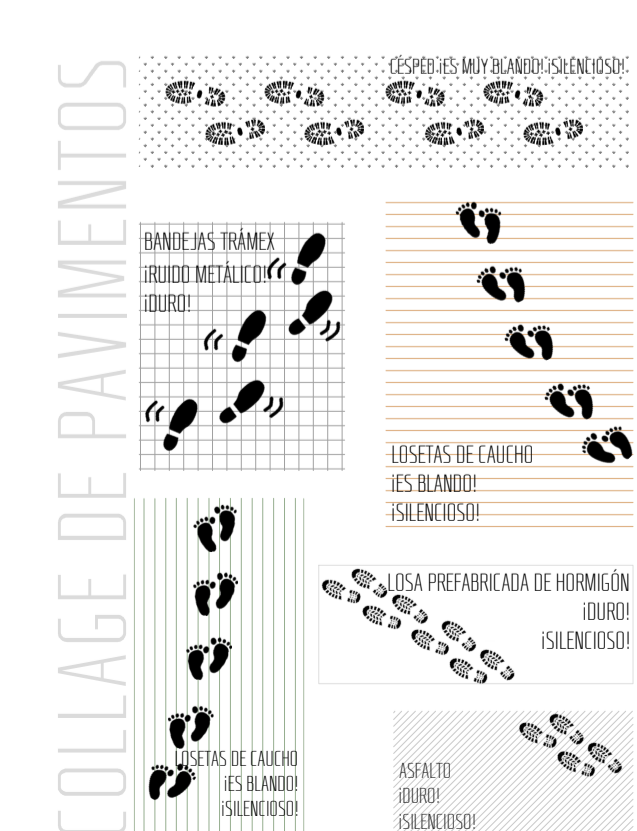 COLLAGE DE PAVIMENTOS
CÉSPED ¡ES MUY BLANDO! ¡SILENCIOSO!
BANDEJAS TRÁMEX
¡RUIDO METÁLICO!
¡DURO!
LOSETAS DE CAUCHO
¡ES BLANDO!
¡SILENCIOSO!
LOSA PREFABRICADA DE HORMIGÓN
¡DURO!
¡SILENCIOSO!
LOSETAS DE CAUCHO
¡ES BLANDO!
¡SILENCIOSO!
ASFALTO
¡DURO!
¡SILENCIOSO!